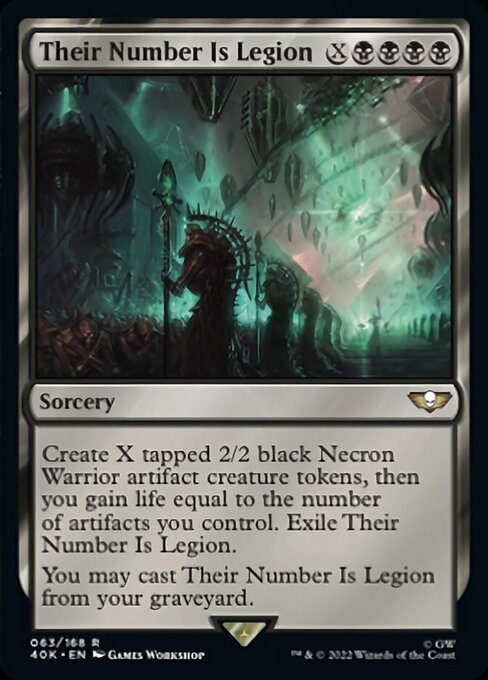 Their Number Is Legion X
Sorcery
Create X tapped 2/2 black Necron
Warrior artifact creature tokens, then
you gain life equal to the number
of artifacts you control. Exile Their
Number Is Legion.
You may cast Their Number Is Legion
from your graveyard.
063/168 R
40K • EN Games Workshop
© GW
™ & © 2022 Wizards of the Coast